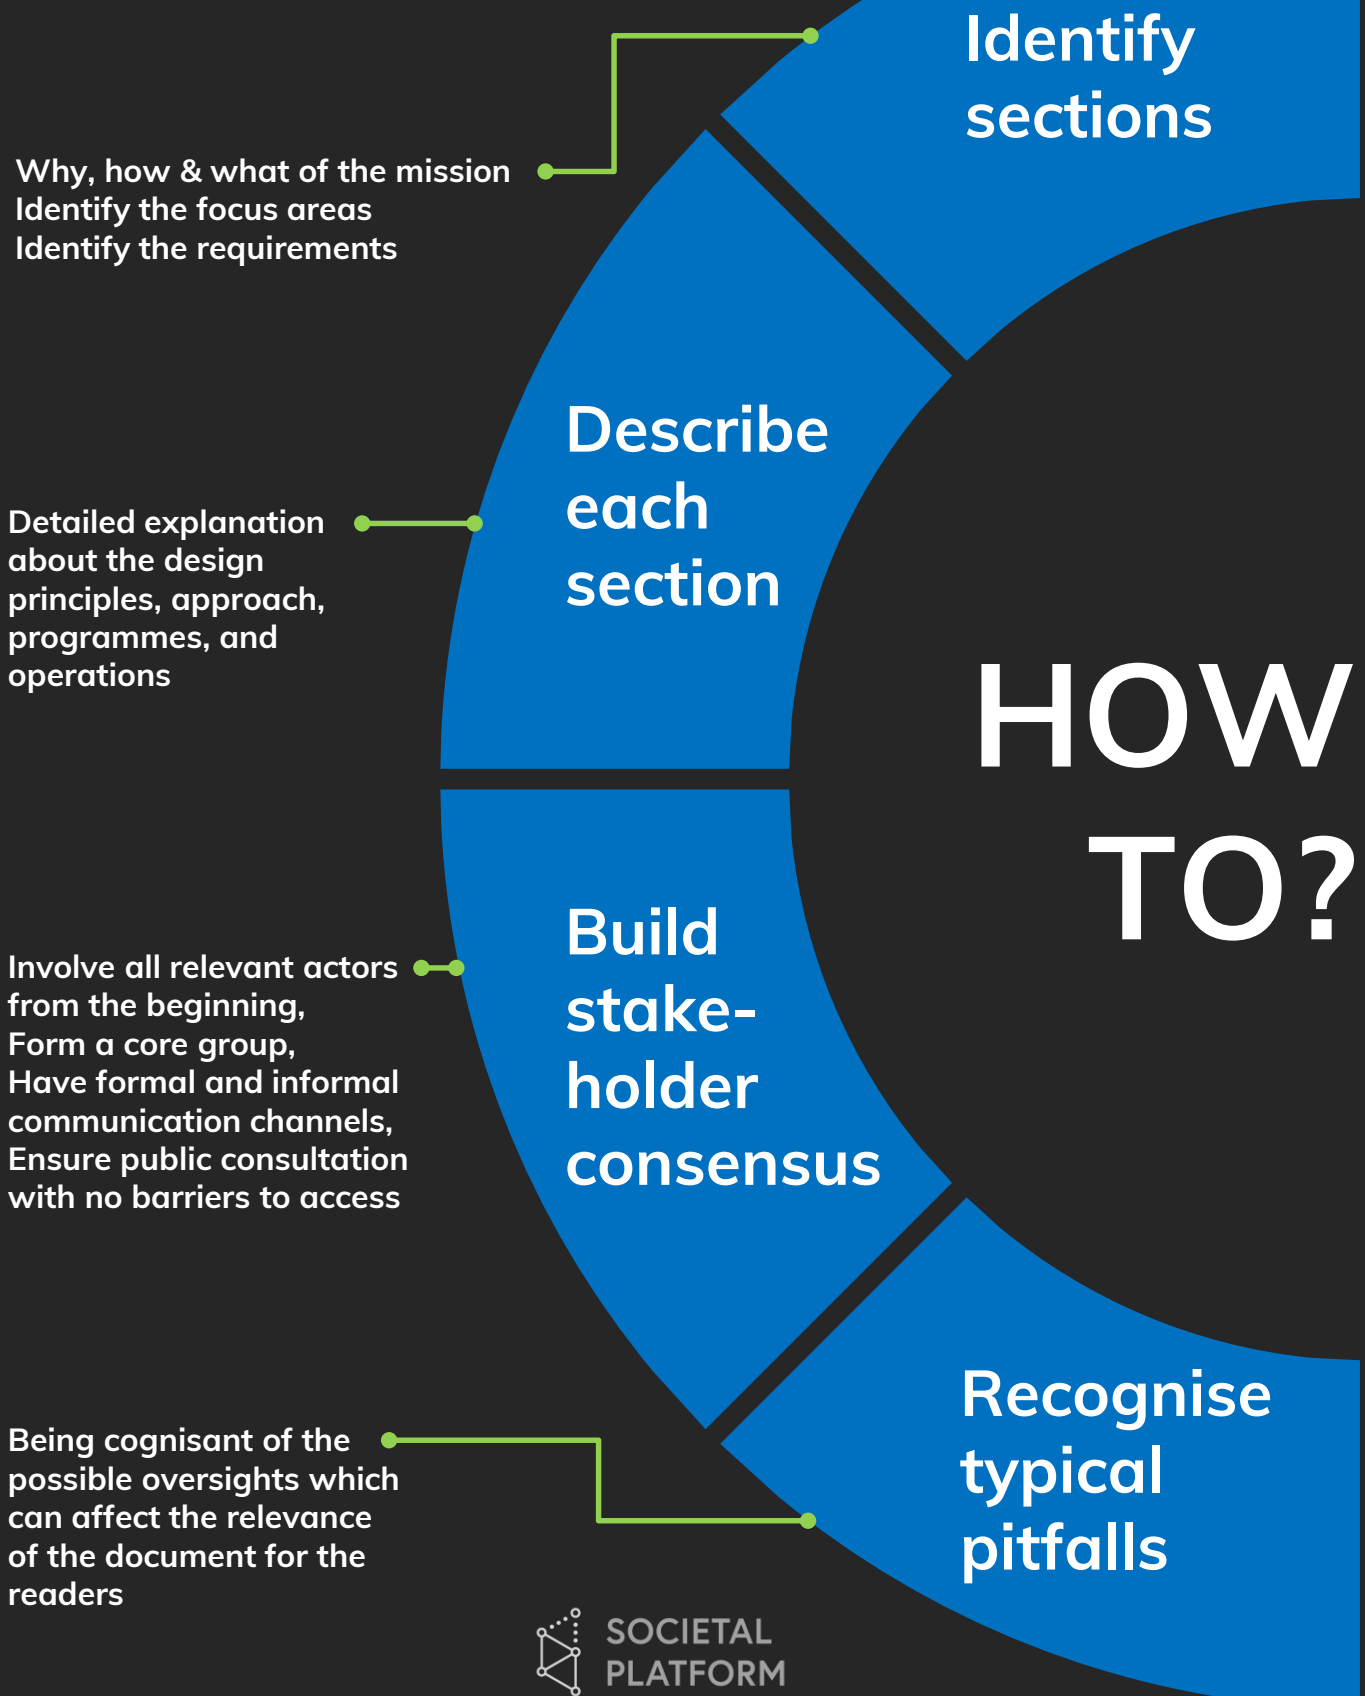 Identify
sections
Why, how & what of the mission
Identify the focus areas
Identify the requirements
Describe
each
section
Detailed explanation
about the design
principles, approach,
programmes, and
operations
HOW
TO?
Build
stake-
holder
consensus
Involve all relevant actors
from the beginning,
Form a core group,
Have formal and informal
communication channels,
Ensure public consultation
with no barriers to access
Recognise
typical
pitfalls
Being cognisant of the
possible oversights which
can affect the relevance
of the document for the
readers
SOCIETAL
PLATFORM